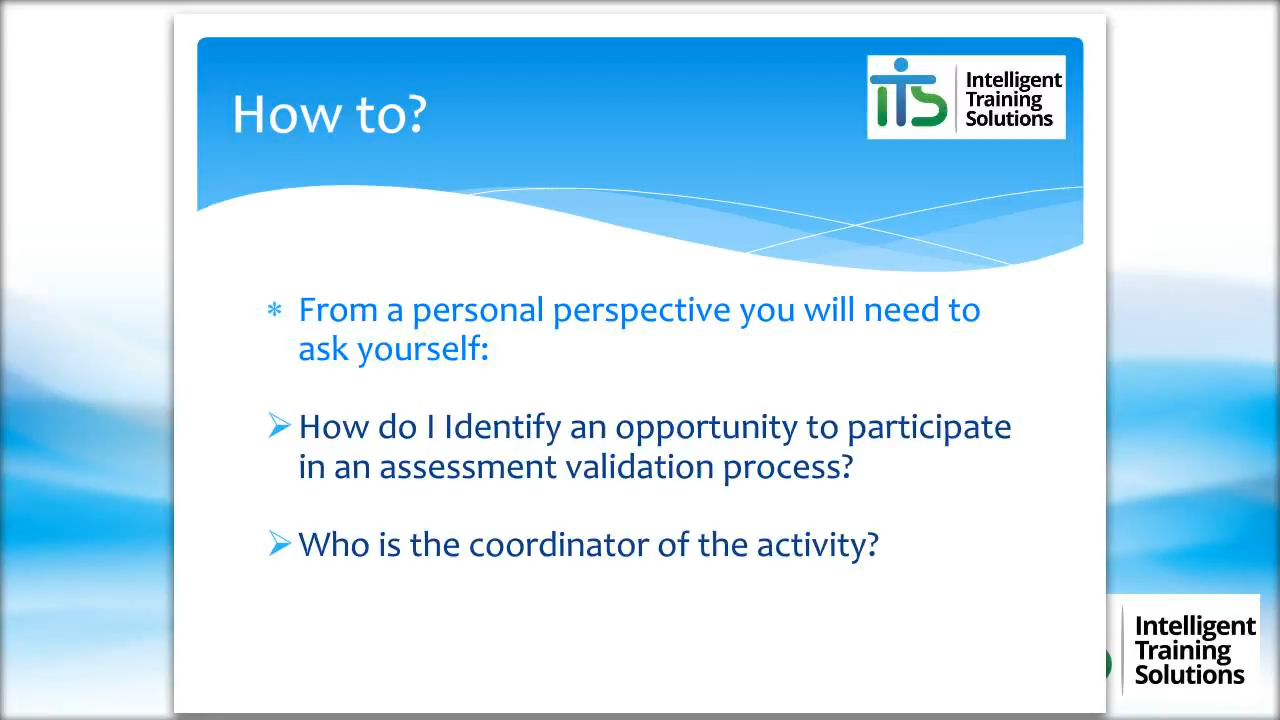 How to?
iTS
Intelligent
Training
Solutions
* From a personal perspective you will need to
ask yourself:
➢ How do I Identify an opportunity to participate
in an assessment validation process?
➢ Who is the coordinator of the activity?
Intelligent
Training
Solutions